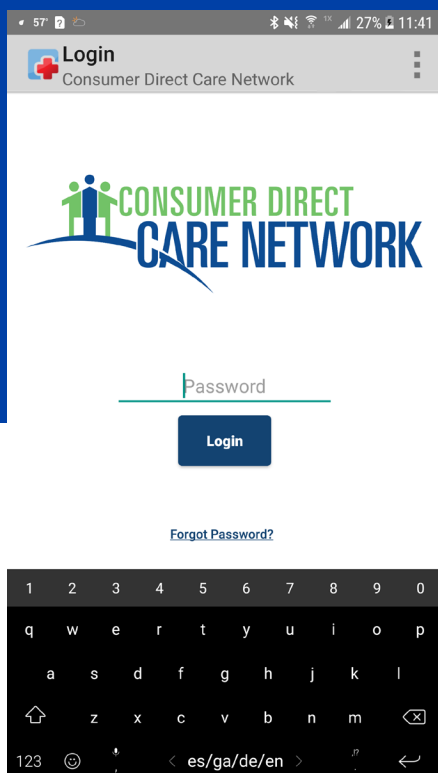 57° ? 1X 27% 11:41
Login
Consumer Direct Care Network
CONSUMER DIRECT
CARE NETWORK
Password
Login
Forgot Password?
1 2 3 4 5 6 7 8 9 0
q w e r t y u i o p
a s d f g h j k l
z x c v b n m
123 , < es/ga/de/en > ,!? .